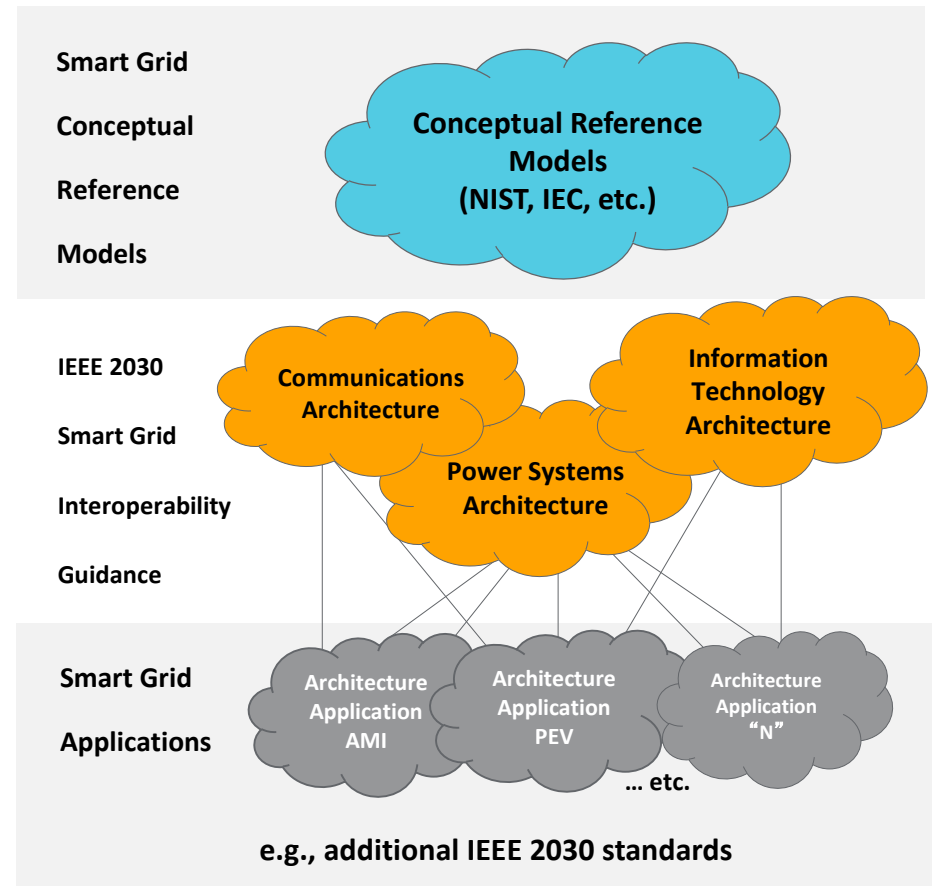 Smart Grid
Conceptual
Reference
Models
Conceptual Reference
Models
(NIST, IEC, etc.)
IEEE 2030
Smart Grid
Interoperability
Guidance
Communications
Architecture
Power Systems
Architecture
Information
Technology
Architecture
Smart Grid
Applications
Architecture
Application
AMI
Architecture
Application
PEV
Architecture
Application
“N”
... etc.
e.g., additional IEEE 2030 standards